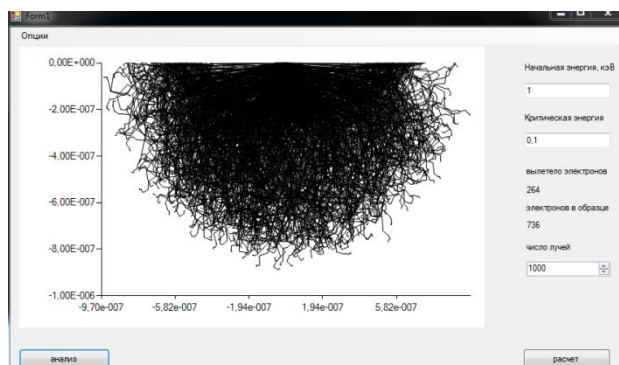 Form1
Опции
0,00E+000
-2,00E-007
-4,00E-007
-6,00E-007
-8,00E-007
-1,00E-006
-9,70e-007 -5,82e-007 -1,94e-007 1,94e-007 5,82e-007
Начальная энергия, кэВ
1
Критическая энергия
0,1
вылетело электронов
264
электронов в образце
736
число лучей
1000
анализ
расчет